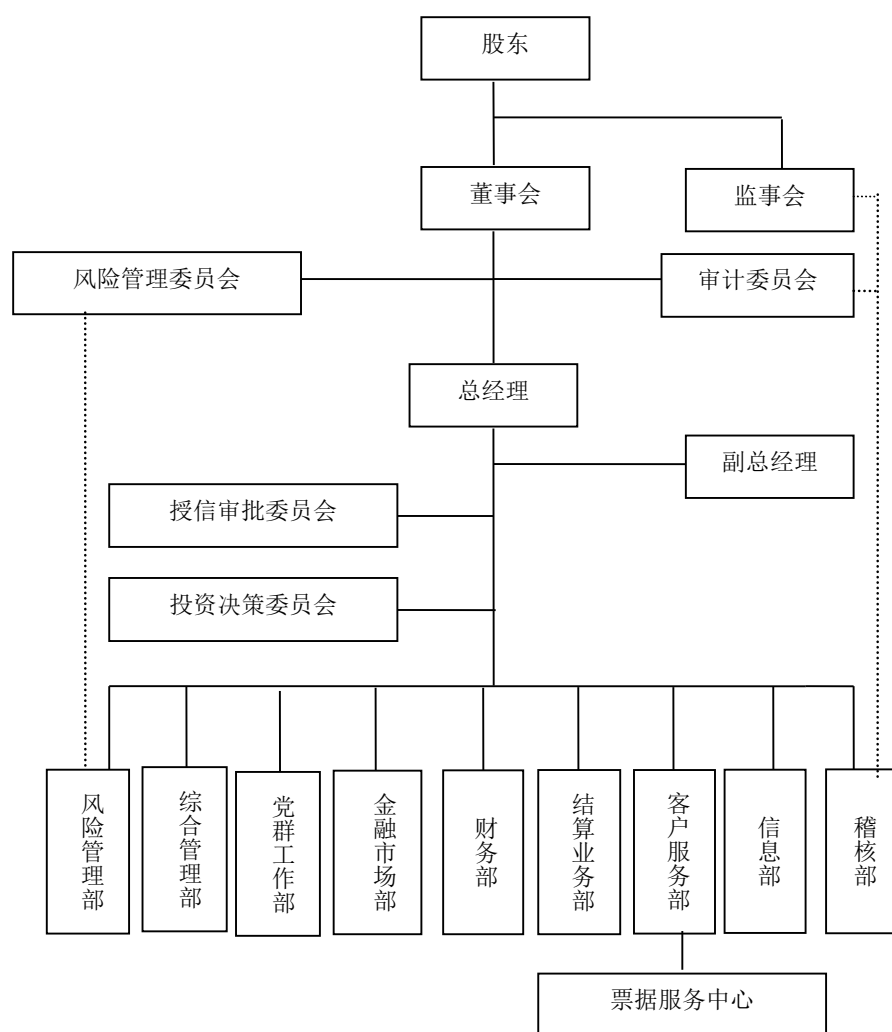 股东
董事会
监事会
风险管理委员会
审计委员会
总经理
副总经理
授信审批委员会
投资决策委员会
风险管理部
综合管理部
党群工作部
金融市场部
财务部
结算业务部
客户服务部
信息部
稽核部
票据服务中心